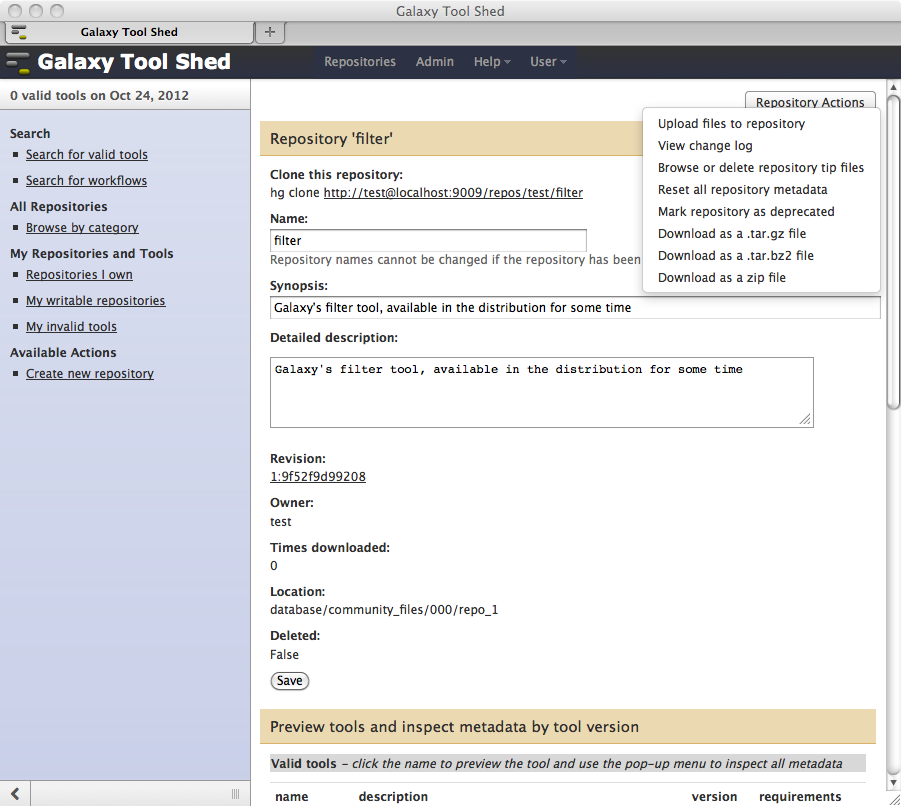 Galaxy Tool Shed
Galaxy Tool Shed
Galaxy Tool Shed
Repositories Admin Help User
0 valid tools on Oct 24, 2012
Search
Search for valid tools
Search for workflows
All Repositories
Browse by category
My Repositories and Tools
Repositories I own
My writable repositories
My invalid tools
Available Actions
Create new repository
Repository Actions
Upload files to repository
View change log
Browse or delete repository tip files
Reset all repository metadata
Mark repository as deprecated
Download as a .tar.gz file
Download as a .tar.bz2 file
Download as a zip file
Repository 'filter'
Clone this repository:
hg clone http://test@localhost:9009/repos/test/filter
Name:
filter
Repository names cannot be changed if the repository has been
Synopsis:
Galaxy's filter tool, available in the distribution for some time
Detailed description:
Galaxy's filter tool, available in the distribution for some time
Revision:
1:9f52f9d99208
Owner:
test
Times downloaded:
0
Location:
database/community_files/000/repo_1
Deleted:
False
Save
Preview tools and inspect metadata by tool version
Valid tools - click the name to preview the tool and use the pop-up menu to inspect all metadata
name description version requirements